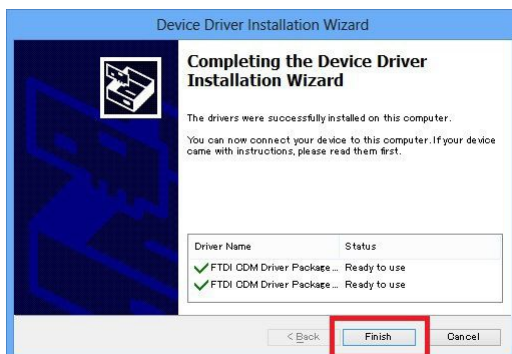 Device Driver Installation Wizard
Completing the Device Driver
Installation Wizard
The drivers were successfully installed on this computer.
You can now connect your device to this computer. If your device
came with instructions, please read them first.
Driver Name Status
FTDI CDM Driver Package... Ready to use
FTDI CDM Driver Package... Ready to use
< Back Finish Cancel